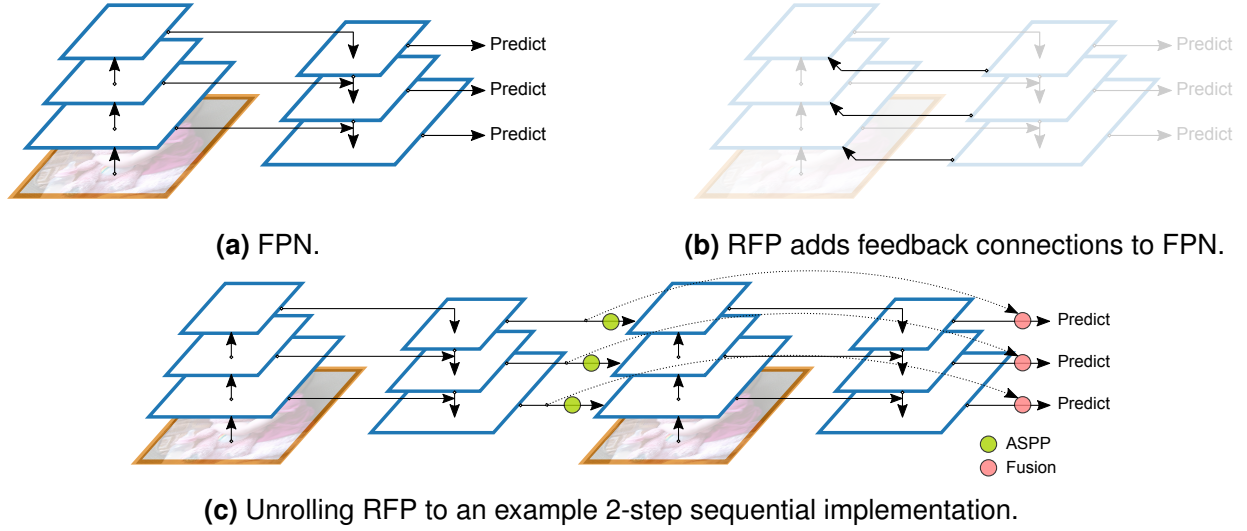 Predict
Predict
Predict
(a) FPN.
Predict
Predict
Predict
(b) RFP adds feedback connections to FPN.
Predict
Predict
Predict
ASPP
Fusion
(c) Unrolling RFP to an example 2-step sequential implementation.